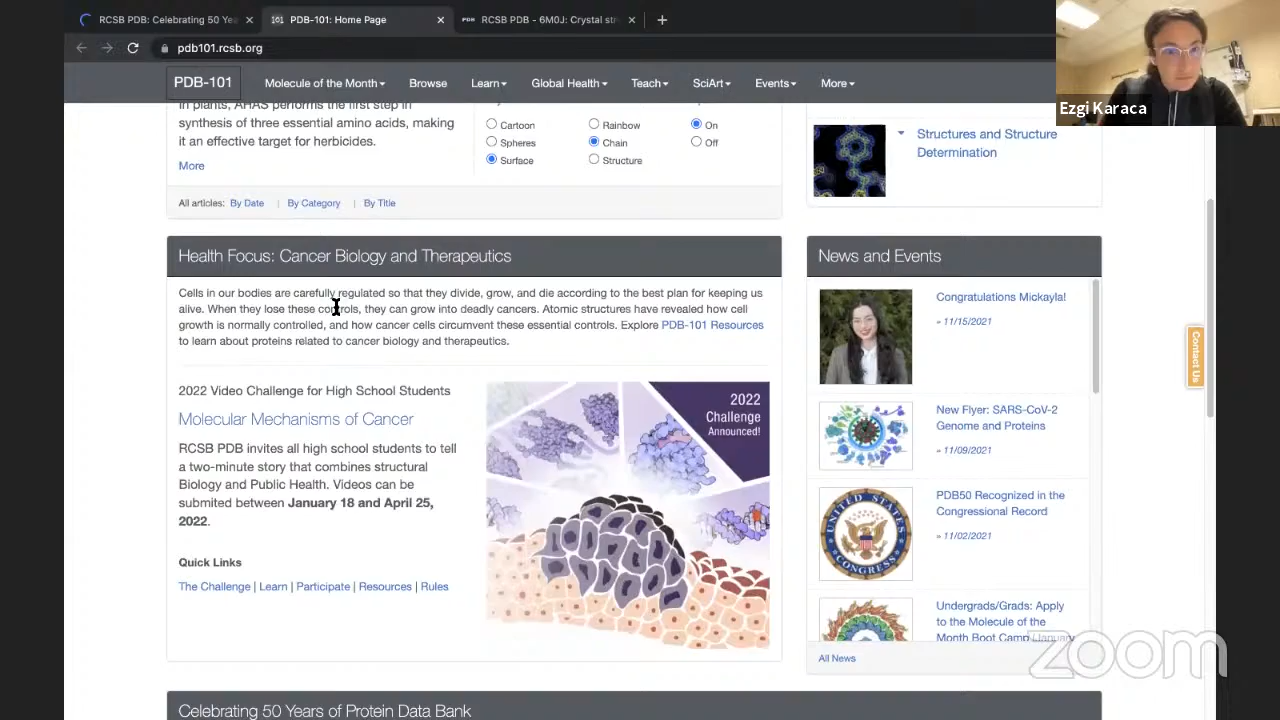 RCSB PDB: Celebrating 50 Ye
PDB-101: Home Page
RCSB PDB - 6M0J: Crystal st
pdb101.rcsb.org
PDB-101
Molecule of the Month
Browse
Learn
Global Health
Teach
SciArt
Events
More
Ezgi Karaca
In plants, AHAS performs the first step in
synthesis of three essential amino acids, making
it an effective target for herbicides.
More
Cartoon
Rainbow
On
Spheres
Chain
Off
Surface
Structure
All articles: By Date | By Category | By Title
Structures and Structure
Determination
Health Focus: Cancer Biology and Therapeutics
Cells in our bodies are carefully regulated so that they divide, grow, and die according to the best plan for keeping us
alive. When they lose these controls, they can grow into deadly cancers. Atomic structures have revealed how cell
growth is normally controlled, and how cancer cells circumvent these essential controls. Explore PDB-101 Resources
to learn about proteins related to cancer biology and therapeutics.
2022 Video Challenge for High School Students
Molecular Mechanisms of Cancer
RCSB PDB invites all high school students to tell
a two-minute story that combines structural
Biology and Public Health. Videos can be
submited between January 18 and April 25,
2022.
Quick Links
The Challenge | Learn | Participate | Resources | Rules
2022
Challenge
Announced!
News and Events
Congratulations Mickayla!
» 11/15/2021
New Flyer: SARS-CoV-2
Genome and Proteins
» 11/09/2021
UNITED STATES
CONGRESS
PDB50 Recognized in the
Congressional Record
» 11/02/2021
Undergrads/Grads: Apply
to the Molecule of the
Month Boot Camp (January
All News
Contact Us
zoom
Celebrating 50 Years of Protein Data Bank